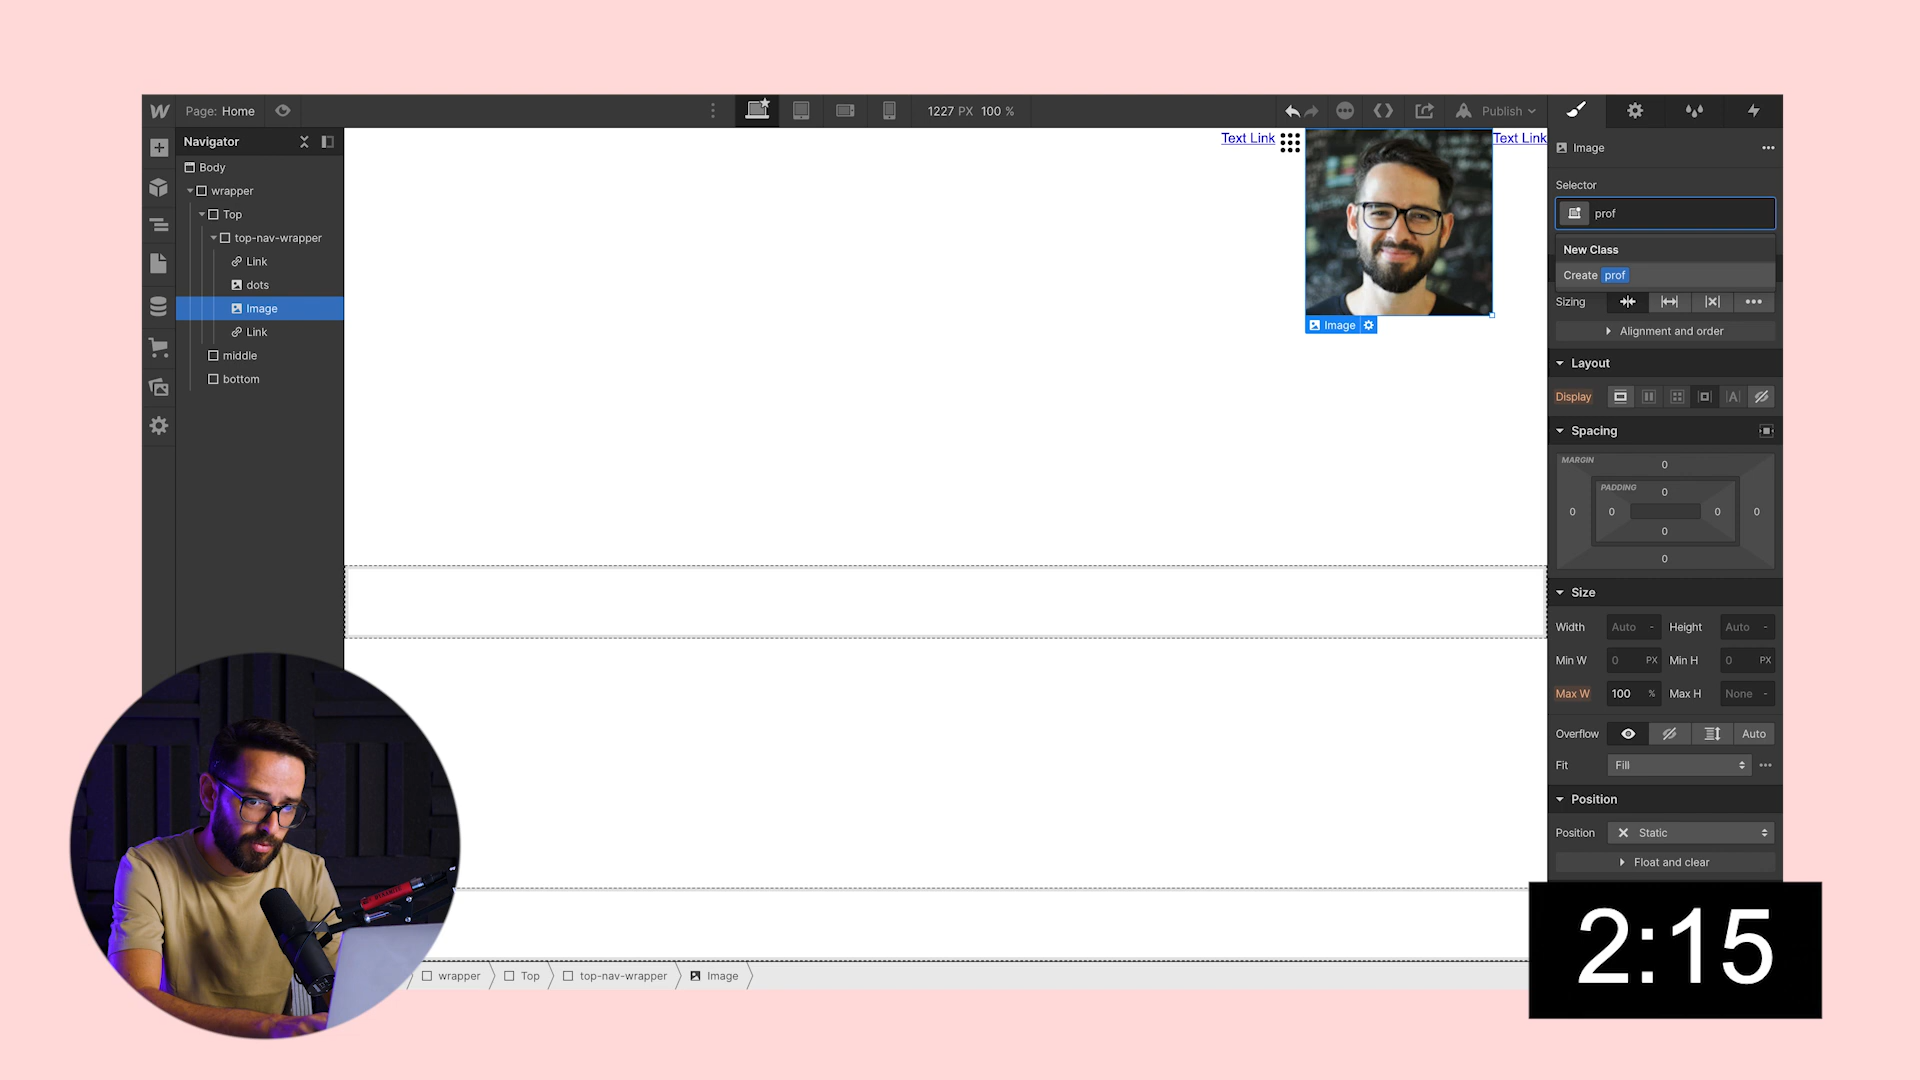 Page: Home
1227 PX 100 %
Publish
Navigator
Body
wrapper
Top
top-nav-wrapper
Link
dots
Image
Link
middle
bottom
Text Link
Text Link
Image
Image
Selector
prof
New Class
Create prof
Sizing
Alignment and order
Layout
Display
Spacing
MARGIN
0
PADDING
0
0 0 0 0
0
0
Size
Width Auto - Height Auto -
Min W 0 PX Min H 0 PX
Max W 100 % Max H None -
Overflow Auto
Fit Fill
Position
Position Static
Float and clear
wrapper Top top-nav-wrapper Image
2:15